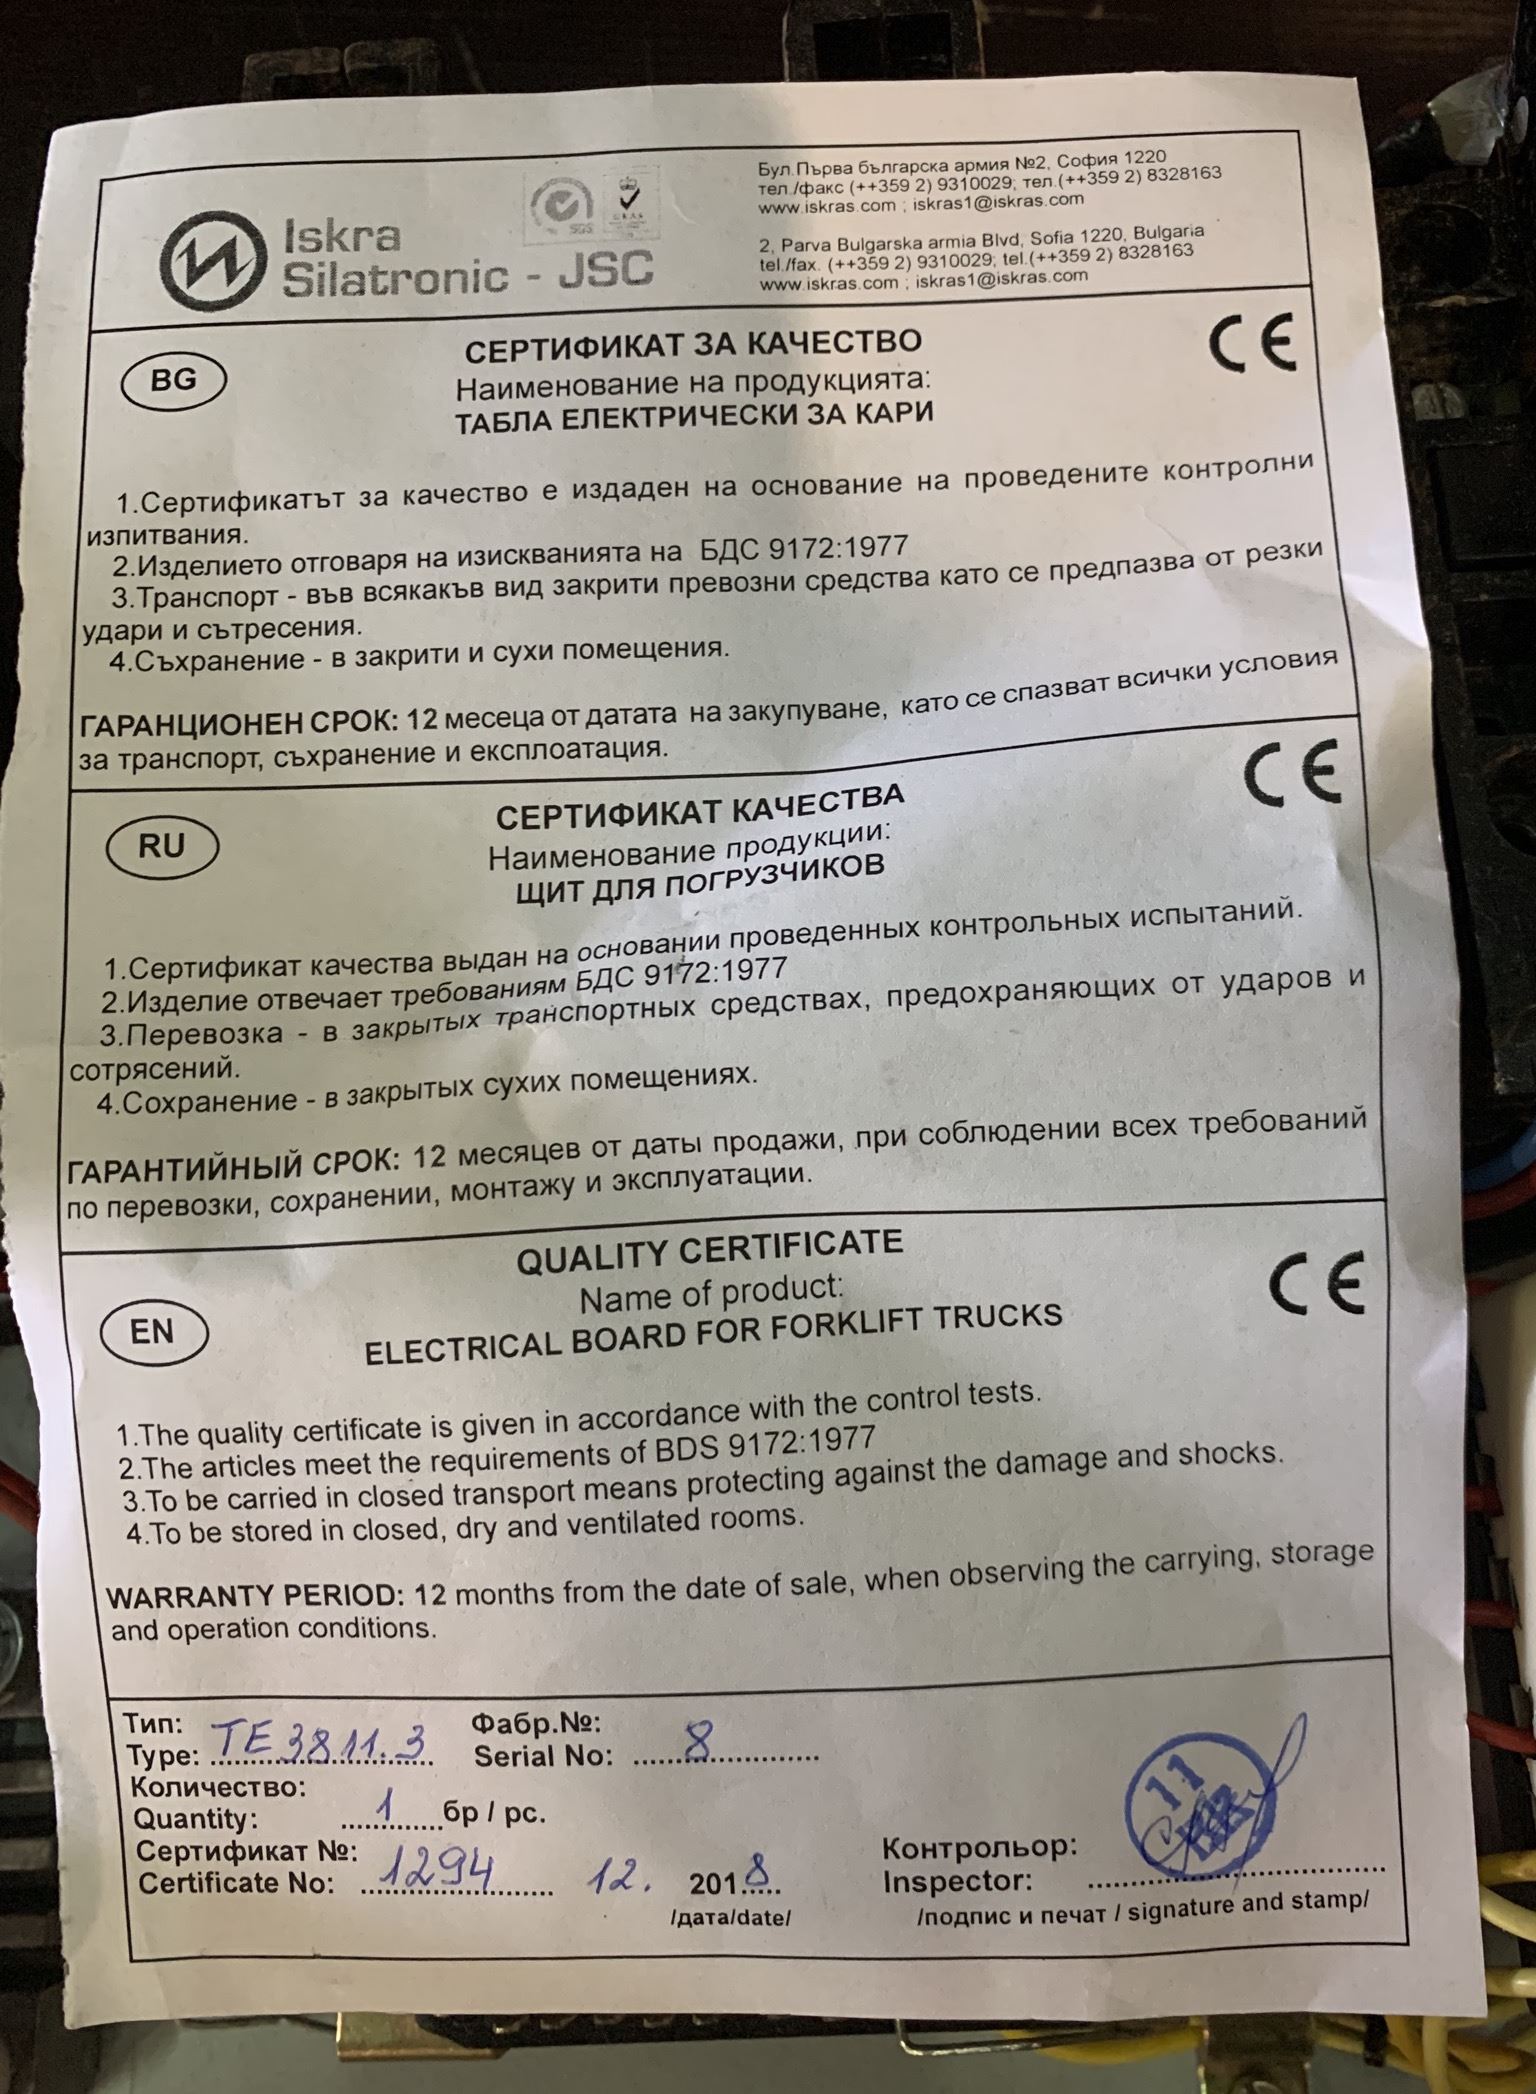 Iskra
Silatronic - JSC
SGS
UKAS
Бул.Първа българска армия №2, София 1220
тел./факс (++359 2) 9310029; тел.(++359 2) 8328163
www.iskras.com ; iskras1@iskras.com
2, Parva Bulgarska armia Blvd, Sofia 1220, Bulgaria
tel./fax. (++359 2) 9310029; tel.(++359 2) 8328163
www.iskras.com ; iskras1@iskras.com
BG
СЕРТИФИКАТ ЗА КАЧЕСТВО
CE
Наименование на продукцията:
ТАБЛА ЕЛЕКТРИЧЕСКИ ЗА КАРИ
1.Сертификатът за качество е издаден на основание на проведените контролни
изпитвания.
2.Изделието отговаря на изискванията на БДС 9172:1977
3.Транспорт - във всякакъв вид закрити превозни средства като се предпазва от резки
удари и сътресения.
4.Съхранение - в закрити и сухи помещения.
ГАРАНЦИОНЕН СРОК: 12 месеца от датата на закупуване, като се спазват всички условия
за транспорт, съхранение и експлоатация.
RU
СЕРТИФИКАТ КАЧЕСТВА
CE
Наименование продукции:
ЩИТ ДЛЯ ПОГРУЗЧИКОВ
1.Сертификат качества выдан на основании проведенных контрольных испытаний.
2.Изделие отвечает требованиям БДС 9172:1977
3.Перевозка - в закрытых транспортных средствах, предохраняющих от ударов и
сотрясений.
4.Сохранение - в закрытых сухих помещениях.
ГАРАНТИЙНЫЙ СРОК: 12 месяцев от даты продажи, при соблюдении всех требований
по перевозки, сохранении, монтажу и эксплуатации.
EN
QUALITY CERTIFICATE
CE
Name of product:
ELECTRICAL BOARD FOR FORKLIFT TRUCKS
1.The quality certificate is given in accordance with the control tests.
2.The articles meet the requirements of BDS 9172:1977
3.To be carried in closed transport means protecting against the damage and shocks.
4.To be stored in closed, dry and ventilated rooms.
WARRANTY PERIOD: 12 months from the date of sale, when observing the carrying, storage
and operation conditions.
Тип: Фабр.№:
Type: TE3811.3 Serial No: 8
Количество:
Quantity: 1 бр / pc.
Сертификат №:
Certificate No: 1294 12. 2018
/дата/date/
11
Контрольор:
Inspector:
/подпис и печат / signature and stamp/